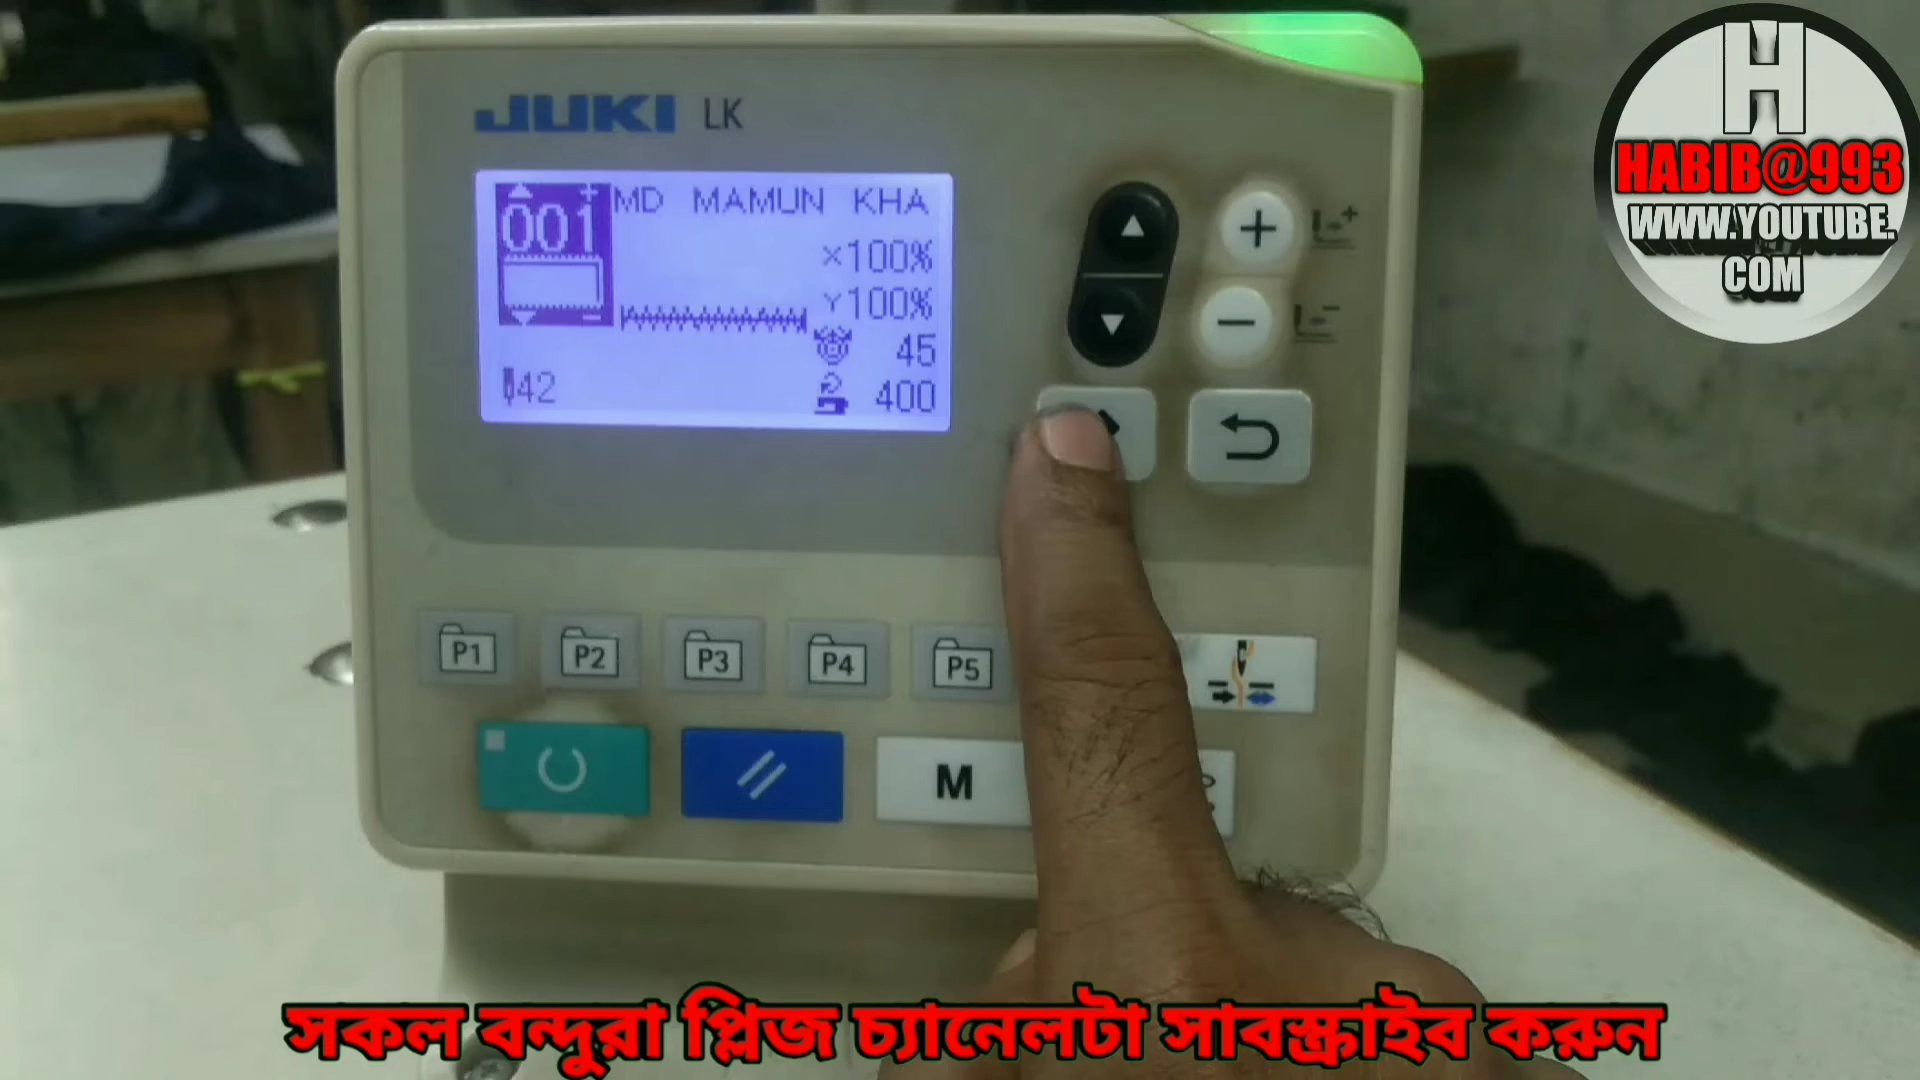 JUKI LK
001 MD MAMUN KHA
X100%
Y100%
45
42 400
P1 P2 P3 P4 P5
M
H
HABIB@993
WWW.YOUTUBE.
COM
সকল বন্দুরা প্লিজ চ্যানেলটা সাবস্ক্রাইব করুন